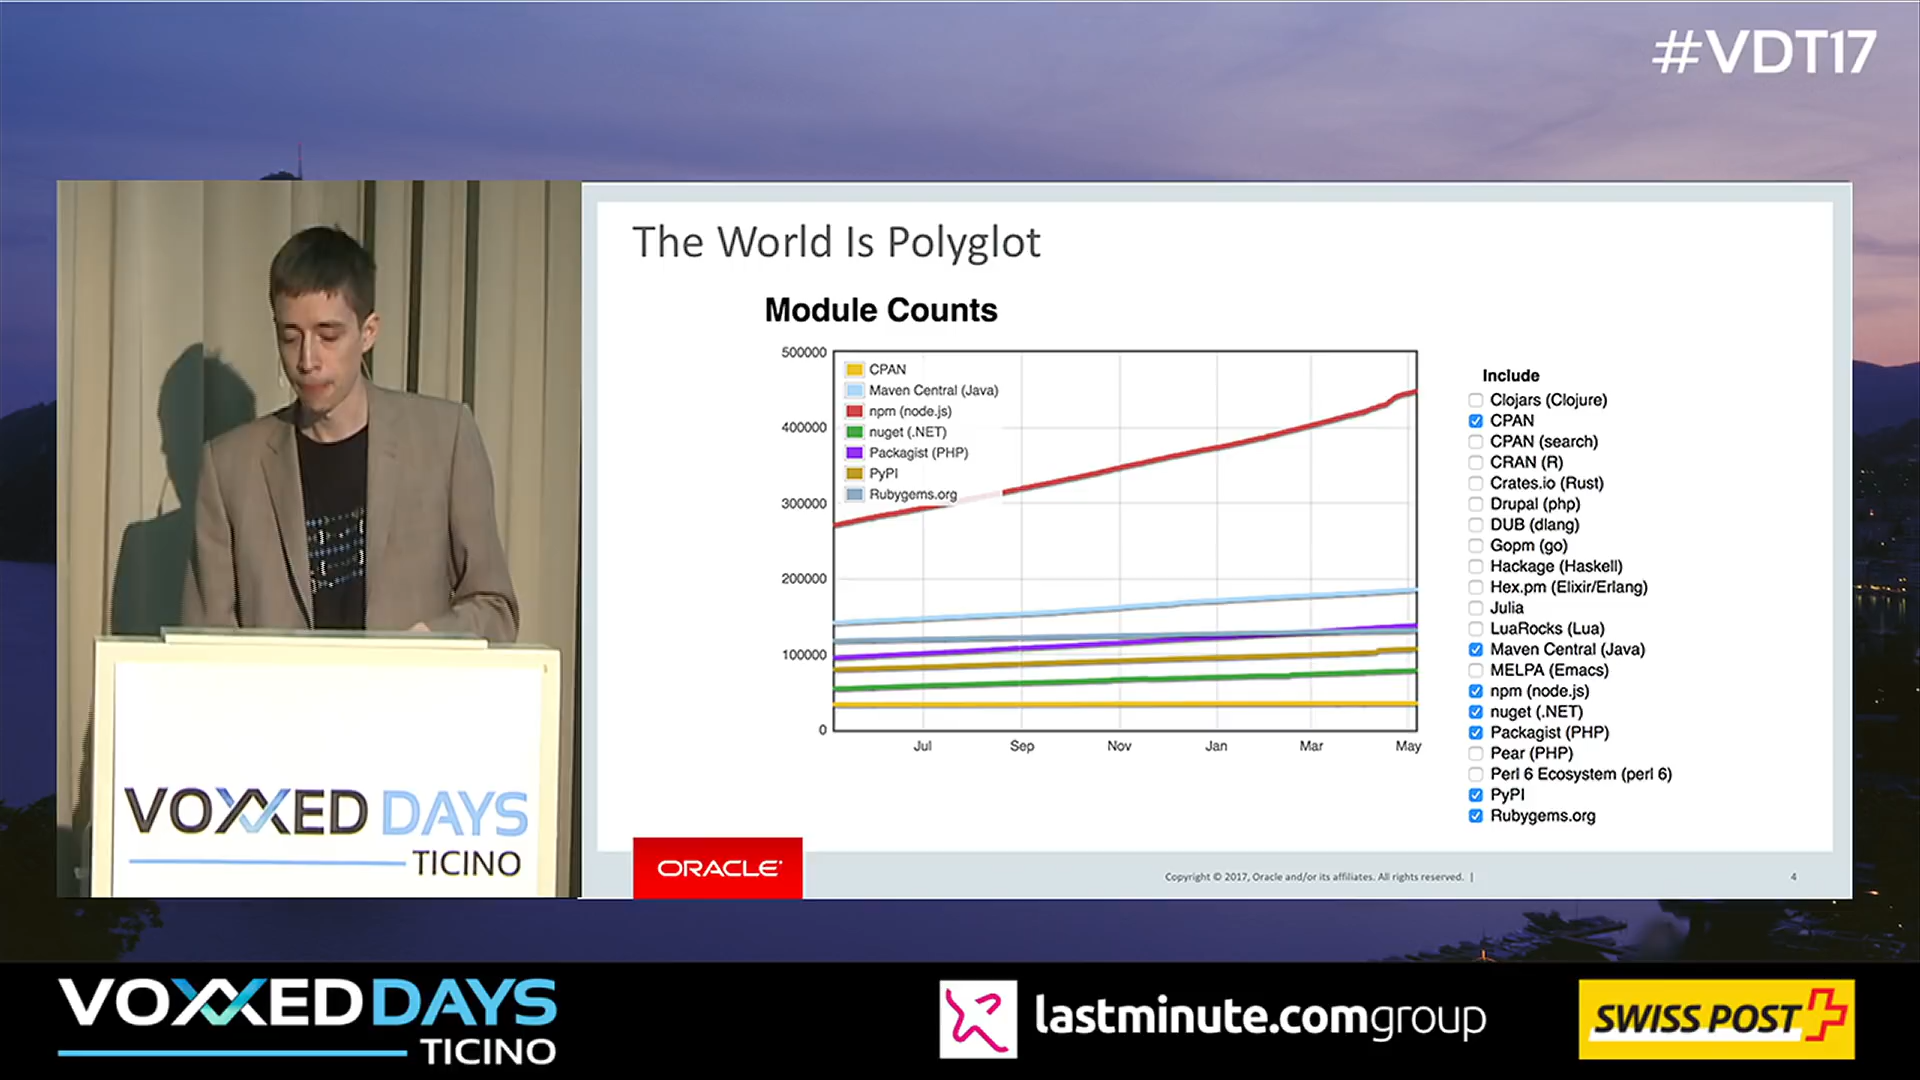 #VDT17
The World Is Polyglot
Module Counts
500000
400000
300000
200000
100000
0
CPAN
Maven Central (Java)
npm (node.js)
nuget (.NET)
Packagist (PHP)
PyPI
Rubygems.org
Jul
Sep
Nov
Jan
Mar
May
Include
Clojars (Clojure)
CPAN
CPAN (search)
CRAN (R)
Crates.io (Rust)
Drupal (php)
DUB (dlang)
Gopm (go)
Hackage (Haskell)
Hex.pm (Elixir/Erlang)
Julia
LuaRocks (Lua)
Maven Central (Java)
MELPA (Emacs)
npm (node.js)
nuget (.NET)
Packagist (PHP)
Pear (PHP)
Perl 6 Ecosystem (perl 6)
PyPI
Rubygems.org
ORACLE
Copyright © 2017, Oracle and/or its affiliates. All rights reserved. |
4
VOXXED DAYS
TICINO
VOXXED DAYS
TICINO
lastminute.comgroup
SWISS POST